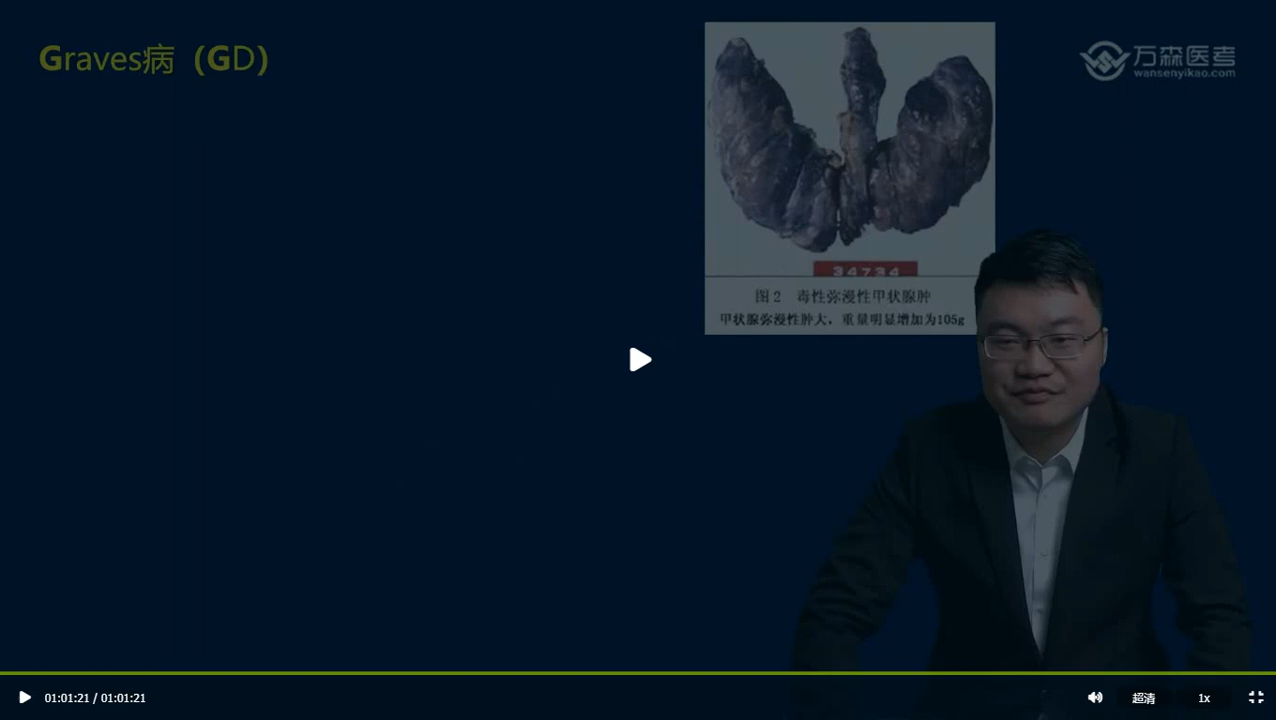 Graves病（GD）
万森医考
wansenyikao.com
34734
图2 毒性弥漫性甲状腺肿
甲状腺弥漫性肿大，重量明显增加为105g
01:01:21 / 01:01:21
超清
1x